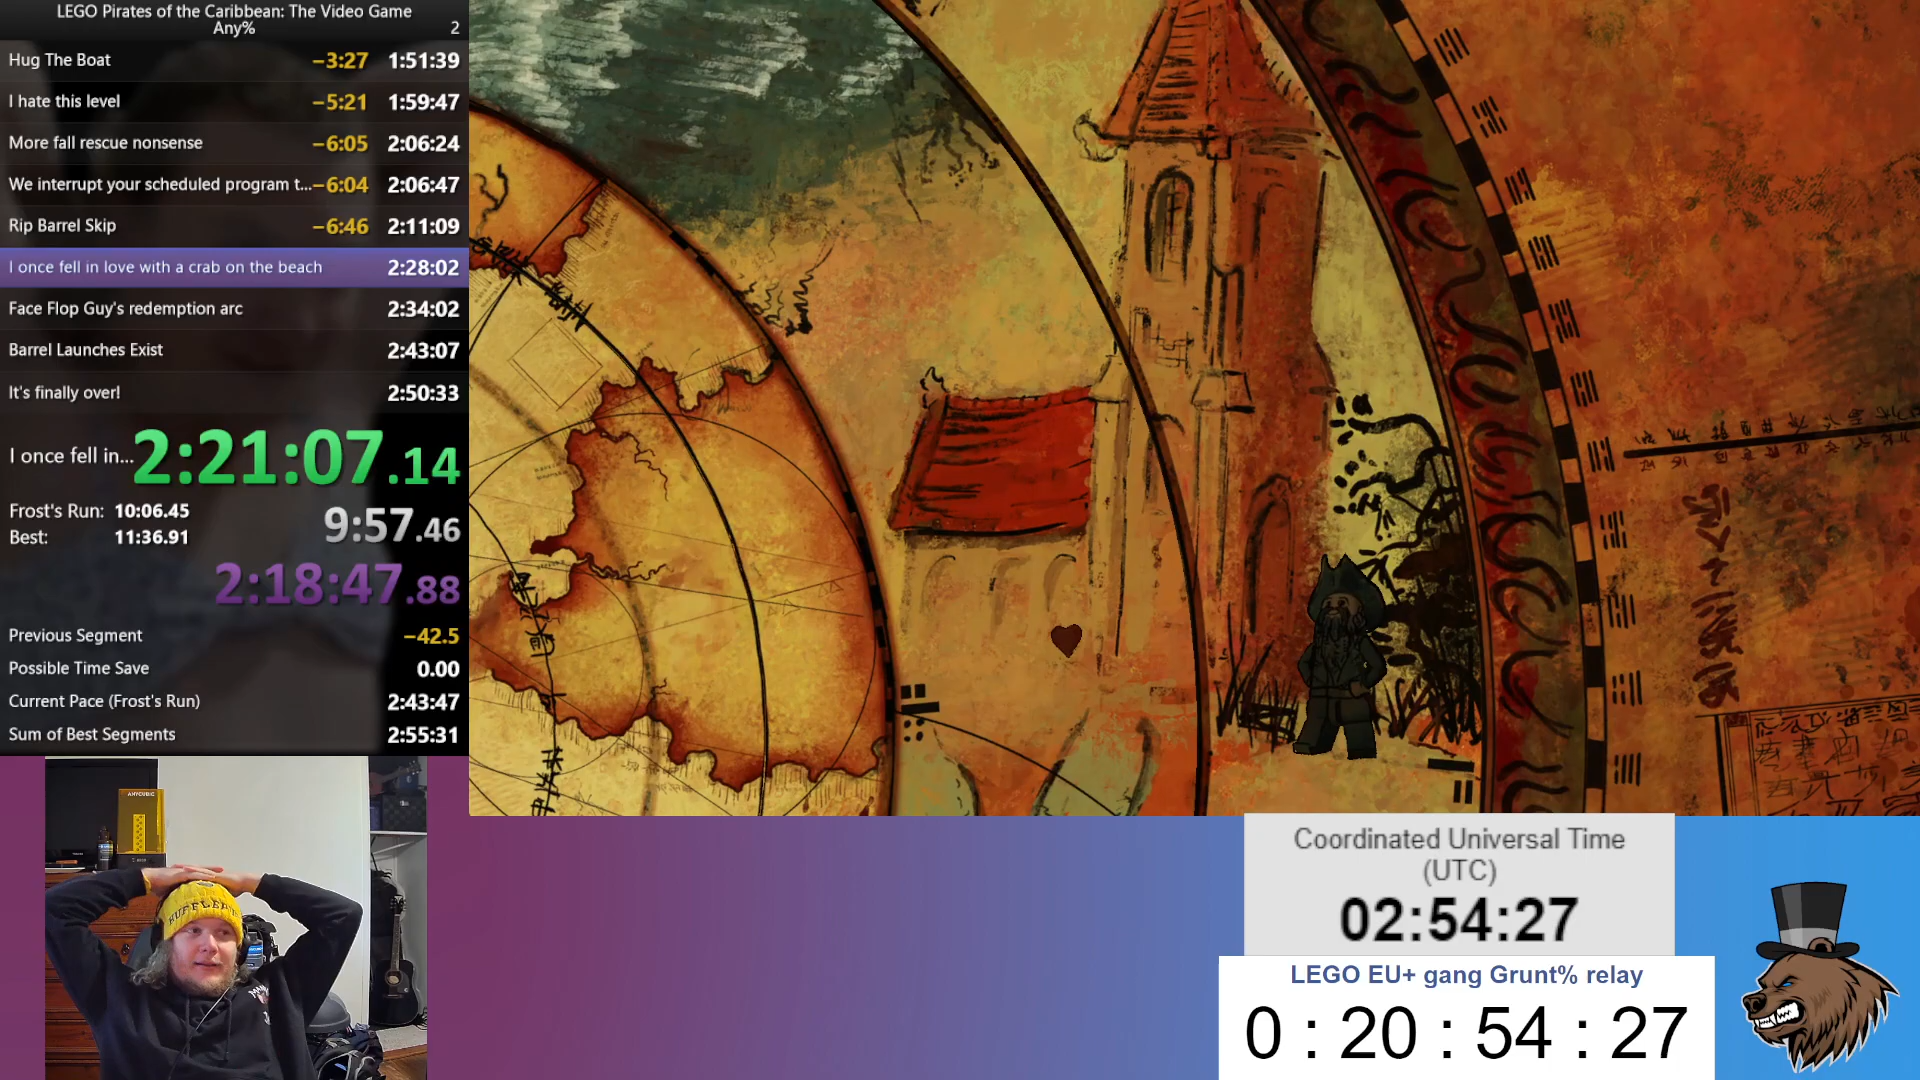 LEGO Pirates of the Caribbean: The Video Game
Any%
2
Hug The Boat −3:27 1:51:39
I hate this level −5:21 1:59:47
More fall rescue nonsense −6:05 2:06:24
We interrupt your scheduled program t... −6:04 2:06:47
Rip Barrel Skip −6:46 2:11:09
I once fell in love with a crab on the beach 2:28:02
Face Flop Guy's redemption arc 2:34:02
Barrel Launches Exist 2:43:07
It's finally over! 2:50:33
I once fell in... 2:21:07.14
Frost's Run: 10:06.45
Best: 11:36.91
9:57.46
2:18:47.88
Previous Segment −42.5
Possible Time Save 0.00
Current Pace (Frost's Run) 2:43:47
Sum of Best Segments 2:55:31
ANYCUBIC
HUFFLEP
Coordinated Universal Time
(UTC)
02:54:27
LEGO EU+ gang Grunt% relay
0 : 20 : 54 : 27